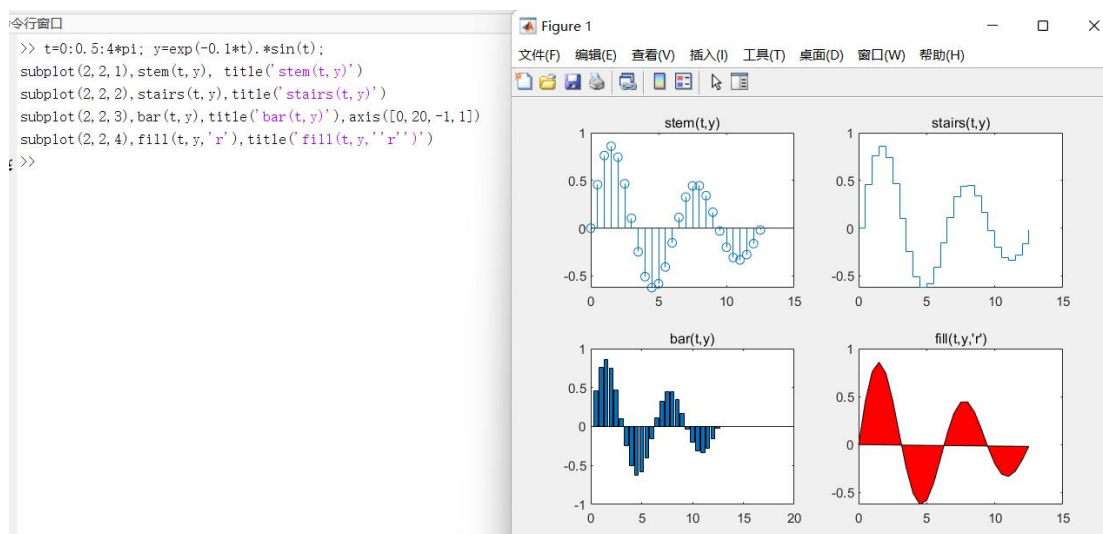 令行窗口
>> t=0:0.5:4*pi; y=exp(-0.1*t).*sin(t);
subplot(2,2,1),stem(t,y), title('stem(t,y)')
subplot(2,2,2),stairs(t,y),title('stairs(t,y)')
subplot(2,2,3),bar(t,y),title('bar(t,y)'),axis([0,20,-1,1])
subplot(2,2,4),fill(t,y,'r'),title('fill(t,y,''r'')')
>>
Figure 1
文件(F) 编辑(E) 查看(V) 插入(I) 工具(T) 桌面(D) 窗口(W) 帮助(H)
stem(t,y)
1
0.5
0
-0.5
0 5 10 15
stairs(t,y)
1
0.5
0
-0.5
0 5 10 15
bar(t,y)
1
0.5
0
-0.5
-1
0 5 10 15 20
fill(t,y,'r')
1
0.5
0
-0.5
0 5 10 15